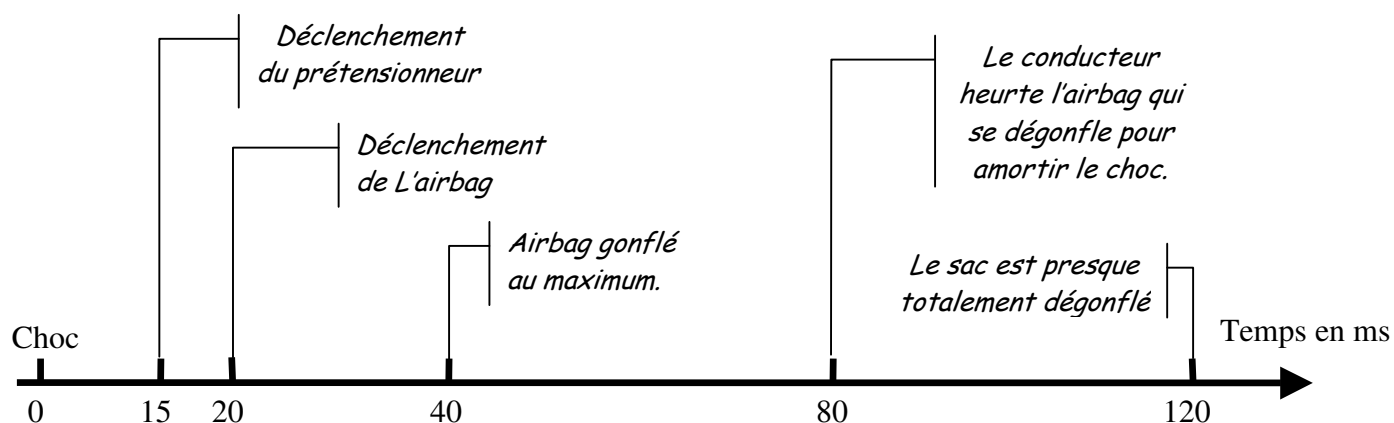 Déclenchement
du prétensionneur
Déclenchement
de L'airbag
Airbag gonflé
au maximum.
Le conducteur
heurte l'airbag qui
se dégonfle pour
amortir le choc.
Le sac est presque
totalement dégonflé
Choc
Temps en ms
0 15 20 40 80 120